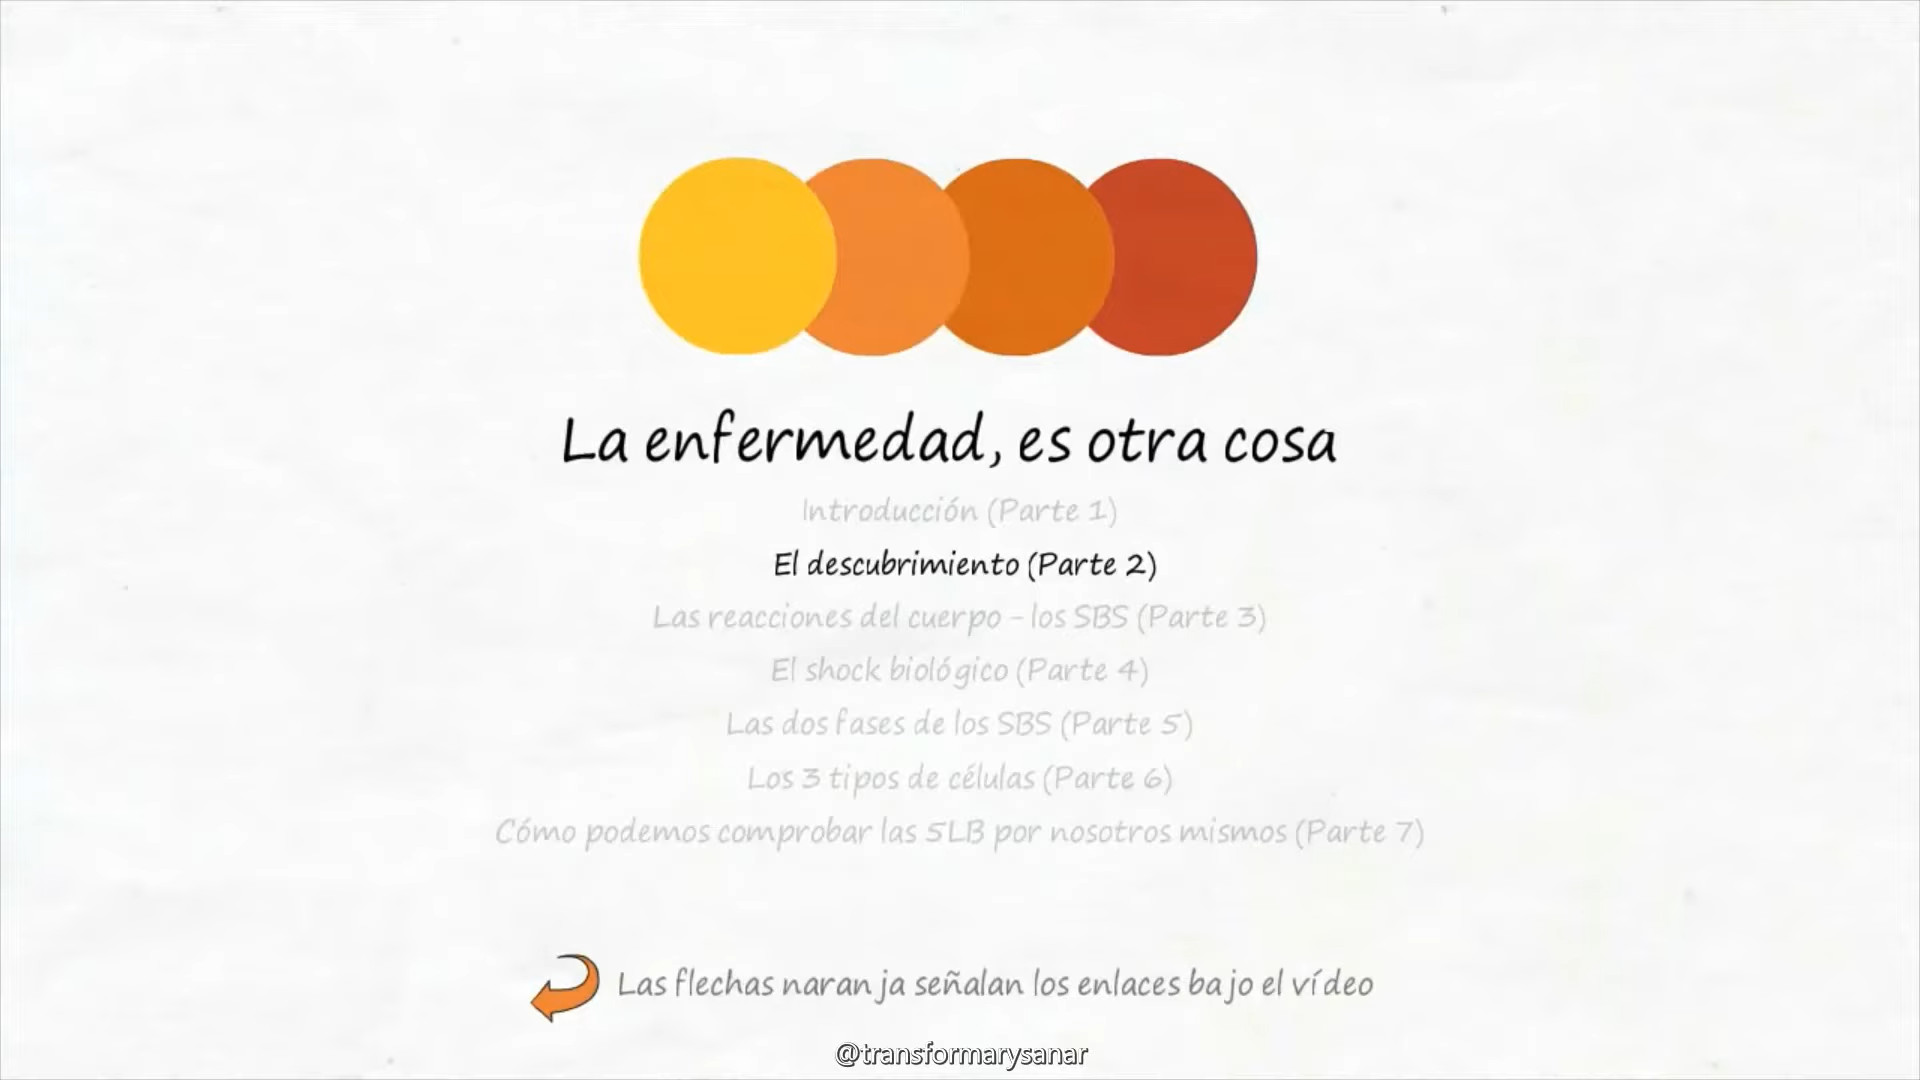 La enfermedad, es otra cosa
Introducción (Parte 1)
El descubrimiento (Parte 2)
Las reacciones del cuerpo - los SBS (Parte 3)
El shock biológico (Parte 4)
Las dos fases de los SBS (Parte 5)
Los 3 tipos de células (Parte 6)
Cómo podemos comprobar las 5LB por nosotros mismos (Parte 7)
Las flechas naranja señalan los enlaces bajo el vídeo
@transformarysanar